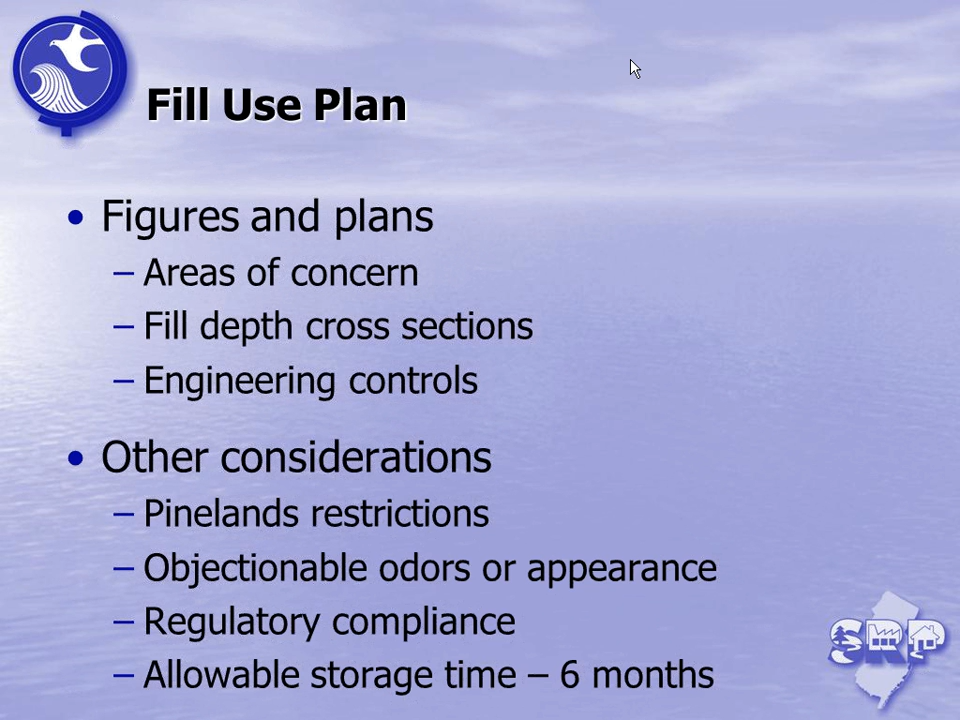 Fill Use Plan
• Figures and plans
– Areas of concern
– Fill depth cross sections
– Engineering controls
• Other considerations
– Pinelands restrictions
– Objectionable odors or appearance
– Regulatory compliance
– Allowable storage time – 6 months
SRP